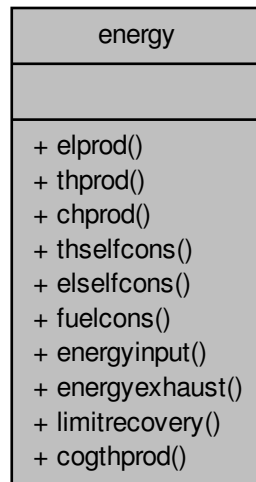 energy
+ elprod()
+ thprod()
+ chprod()
+ thselfcons()
+ elselfcons()
+ fuelcons()
+ energyinput()
+ energyexhaust()
+ limitrecovery()
+ cogthprod()